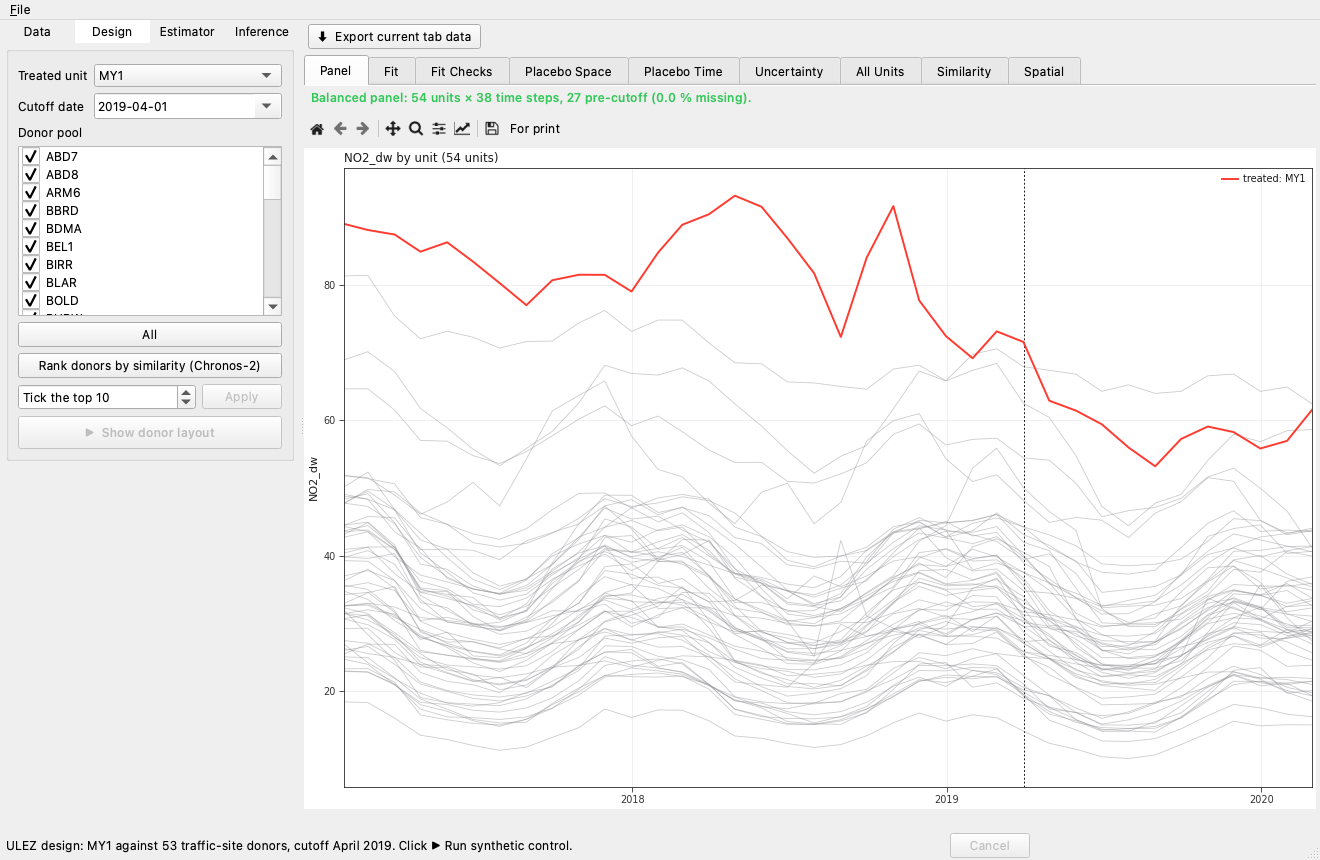 File
Data Design Estimator Inference
Export current tab data
Treated unit MY1
Cutoff date 2019-04-01
Donor pool
ABD7
ABD8
ARM6
BBRD
BDMA
BEL1
BIRR
BLAR
BOLD
All
Rank donors by similarity (Chronos-2)
Tick the top 10 Apply
Show donor layout
Panel Fit Fit Checks Placebo Space Placebo Time Uncertainty All Units Similarity Spatial
Balanced panel: 54 units × 38 time steps, 27 pre-cutoff (0.0 % missing).
For print
NO2_dw by unit (54 units)
treated: MY1
NO2_dw
80
60
40
20
2018 2019 2020
ULEZ design: MY1 against 53 traffic-site donors, cutoff April 2019. Click ▶ Run synthetic control.
Cancel